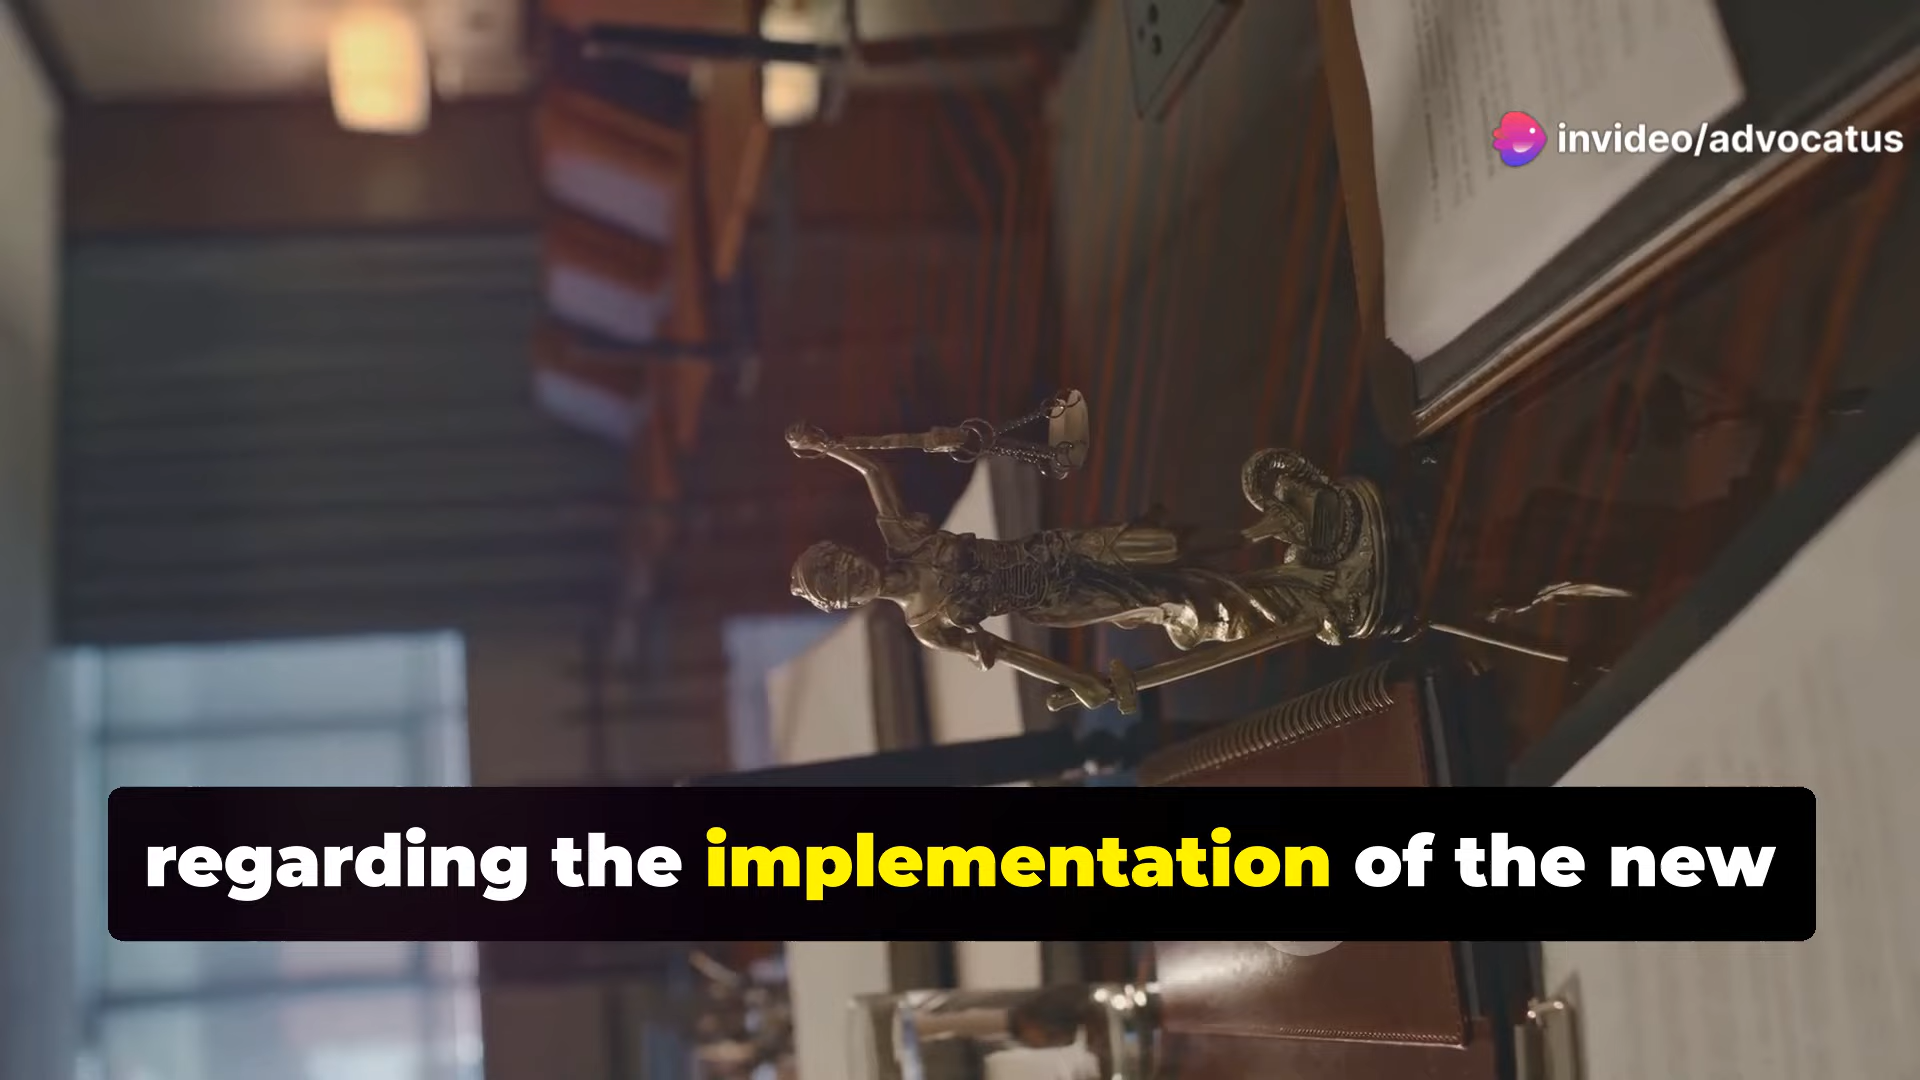 invideo/advocatus
regarding the implementation of the new